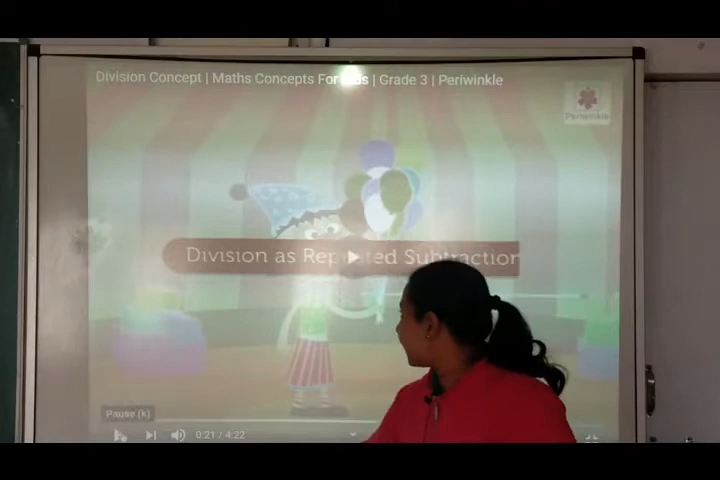 Division Concept | Maths Concepts For Kids | Grade 3 | Periwinkle
Periwinkle
Division as Repeated Subtraction
Pause (k)
0:21 / 4:22